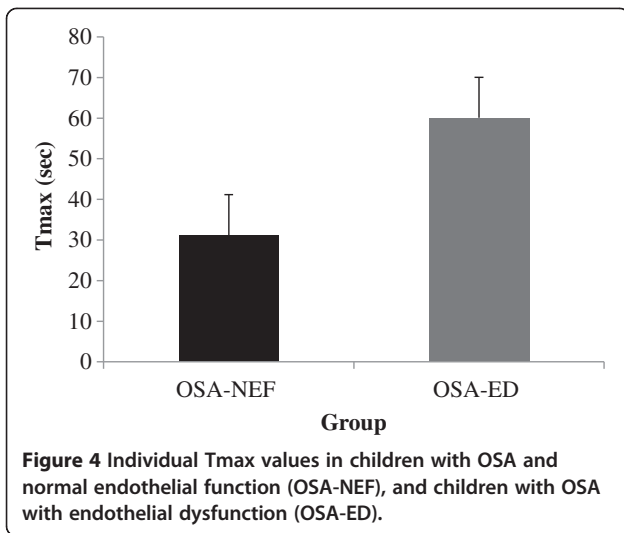 80
70
60
50
40
30
20
10
0
Tmax (sec)
OSA-NEF OSA-ED
Group
Figure 4 Individual Tmax values in children with OSA and
normal endothelial function (OSA-NEF), and children with OSA
with endothelial dysfunction (OSA-ED).